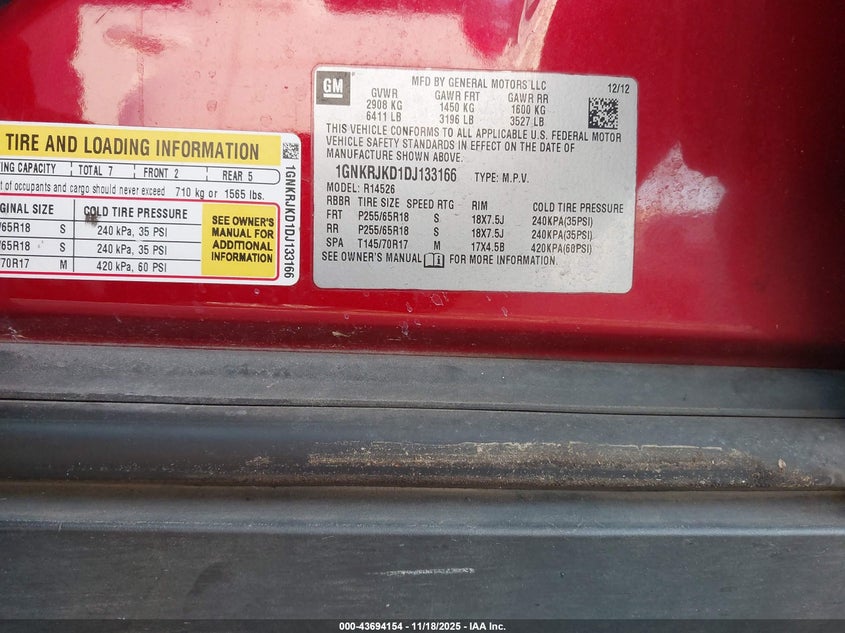 TIRE AND LOADING INFORMATION
CAPACITY TOTAL 7 FRONT 2 REAR 5
of occupants and cargo should never exceed 710 kg or 1565 lbs.
SIZE COLD TIRE PRESSURE
65R18 S 240 kPa, 35 PSI
65R18 S 240 kPa, 35 PSI
70R17 M 420 kPa, 60 PSI
SEE OWNER'S
MANUAL FOR
ADDITIONAL
INFORMATION
1GNKRJKD1DJ133166
GM
MFD BY GENERAL MOTORS LLC 12/12
GVWR GAWR FRT GAWR RR
2908 KG 1450 KG 1600 KG
6411 LB 3196 LB 3527 LB
THIS VEHICLE CONFORMS TO ALL APPLICABLE U.S. FEDERAL MOTOR
VEHICLE SAFETY STANDARDS IN EFFECT ON THE DATE OF
MANUFACTURE SHOWN ABOVE.
1GNKRJKD1DJ133166 TYPE: M.P.V.
MODEL: R14526
RBBR TIRE SIZE SPEED RTG RIM COLD TIRE PRESSURE
FRT P255/65R18 S 18X7.5J 240KPA(35PSI)
RR P255/65R18 S 18X7.5J 240KPA(35PSI)
SPA T145/70R17 M 17X4.5B 420KPA(60PSI)
SEE OWNER'S MANUAL FOR MORE INFORMATION.
000-43694154 - 11/18/2025 - IAA Inc.